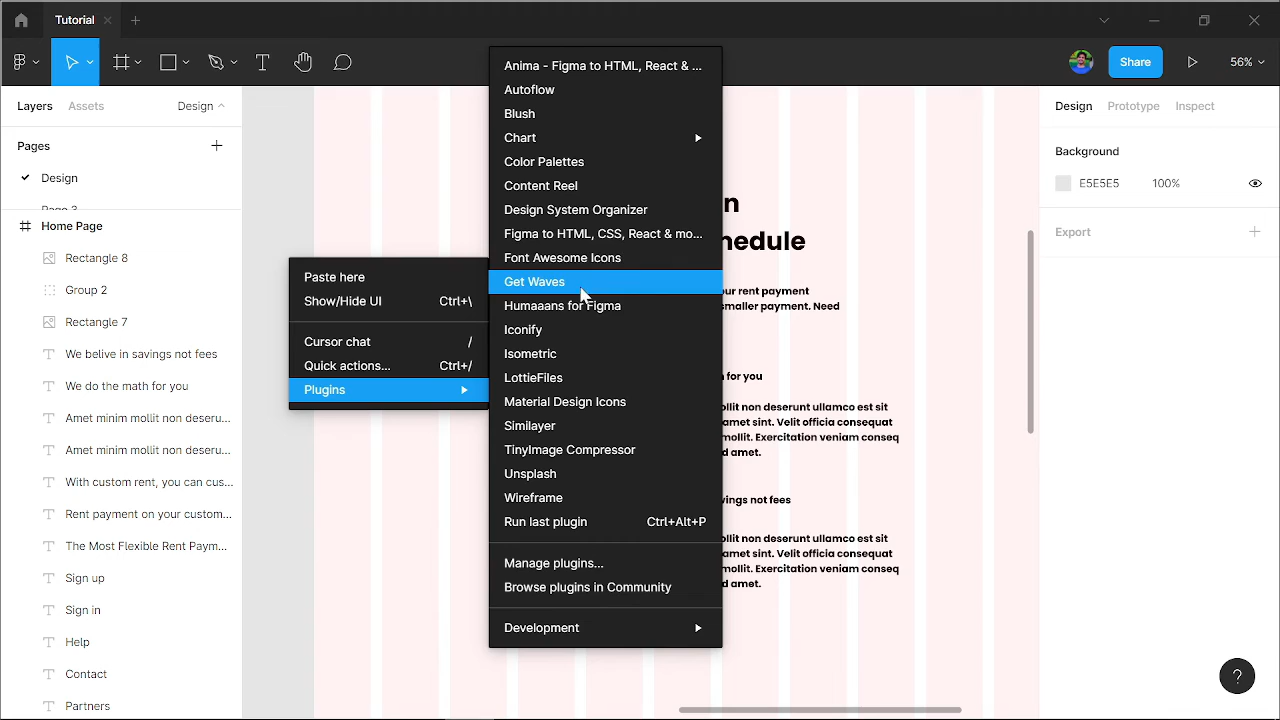 Tutorial
Share
56%
Layers
Assets
Design
Pages
Design
Home Page
Rectangle 8
Group 2
Rectangle 7
We belive in savings not fees
We do the math for you
Amet minim mollit non deseru...
Amet minim mollit non deseru...
With custom rent, you can cus...
Rent payment on your custom...
The Most Flexible Rent Paym...
Sign up
Sign in
Help
Contact
Partners
Paste here
Show/Hide UI Ctrl+\
Cursor chat /
Quick actions... Ctrl+/
Plugins
Anima - Figma to HTML, React & ...
Autoflow
Blush
Chart
Color Palettes
Content Reel
Design System Organizer
Figma to HTML, CSS, React & mo...
Font Awesome Icons
Get Waves
Humaaans for Figma
Iconify
Isometric
LottieFiles
Material Design Icons
Similayer
TinyImage Compressor
Unsplash
Wireframe
Run last plugin Ctrl+Alt+P
Manage plugins...
Browse plugins in Community
Development
rent payment
smaller payment. Need
for you
non deserunt ullamco est sit
amet sint. Velit officia consequat
mollit. Exercitation veniam conseq
amet.
not fees
non deserunt ullamco est sit
amet sint. Velit officia consequat
mollit. Exercitation veniam conseq
amet.
Design
Prototype
Inspect
Background
E5E5E5 100%
Export
?